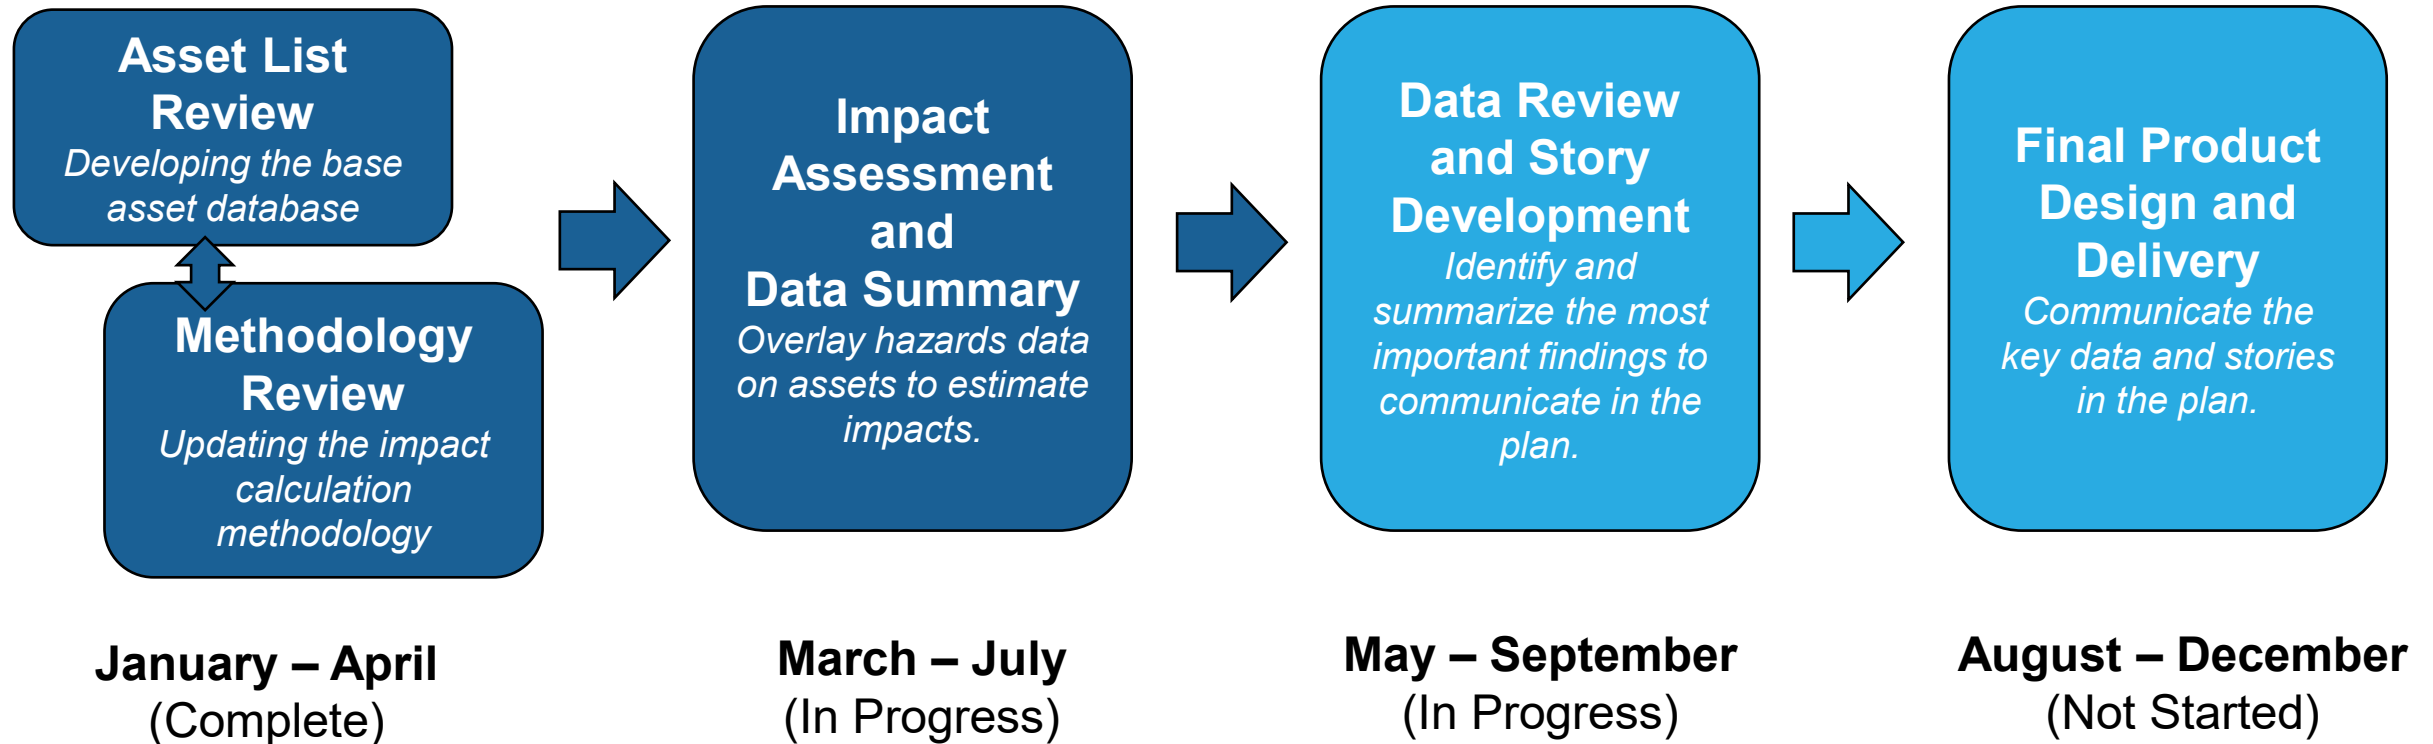 Asset List
Review
Developing the base
asset database
Methodology
Review
Updating the impact
calculation
methodology
January – April
(Complete)
Impact
Assessment
and
Data Summary
Overlay hazards data
on assets to estimate
impacts.
March – July
(In Progress)
Data Review
and Story
Development
Identify and
summarize the most
important findings to
communicate in the
plan.
May – September
(In Progress)
Final Product
Design and
Delivery
Communicate the
key data and stories
in the plan.
August – December
(Not Started)